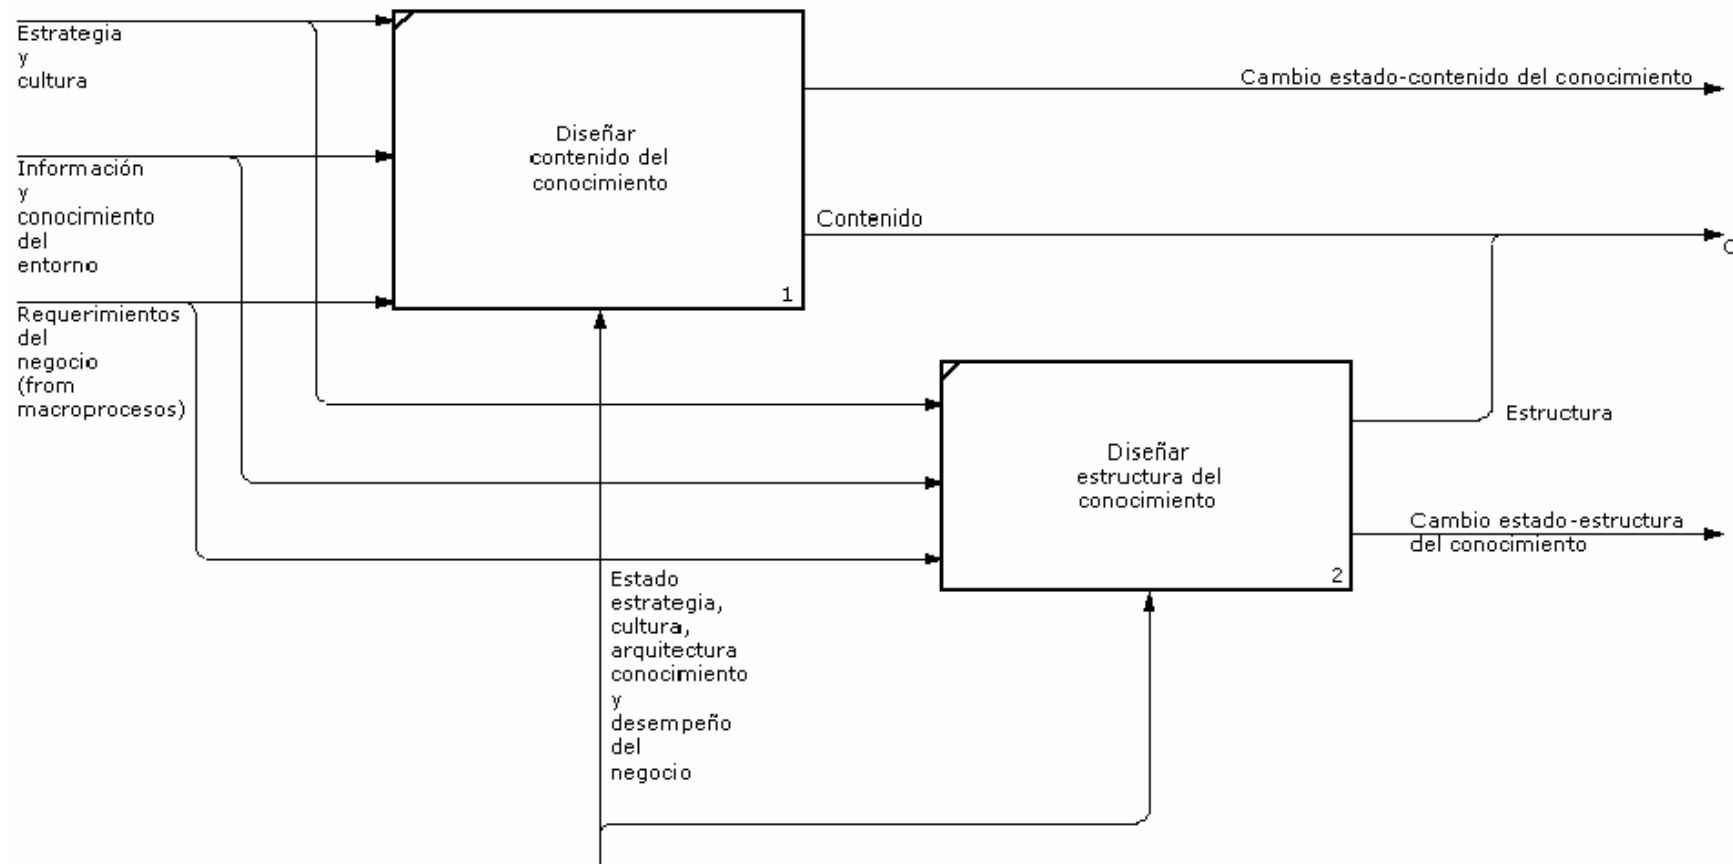 Estrategia
y
cultura
Información
y
conocimiento
del
entorno
Requerimientos
del
negocio
(from
macroprocesos)
Diseñar
contenido del
conocimiento
1
Cambio estado-contenido del conocimiento
Contenido
Estructura
Diseñar
estructura del
conocimiento
2
Cambio estado-estructura
del conocimiento
Estado
estrategia,
cultura,
arquitectura
conocimiento
y
desempeño
del
negocio